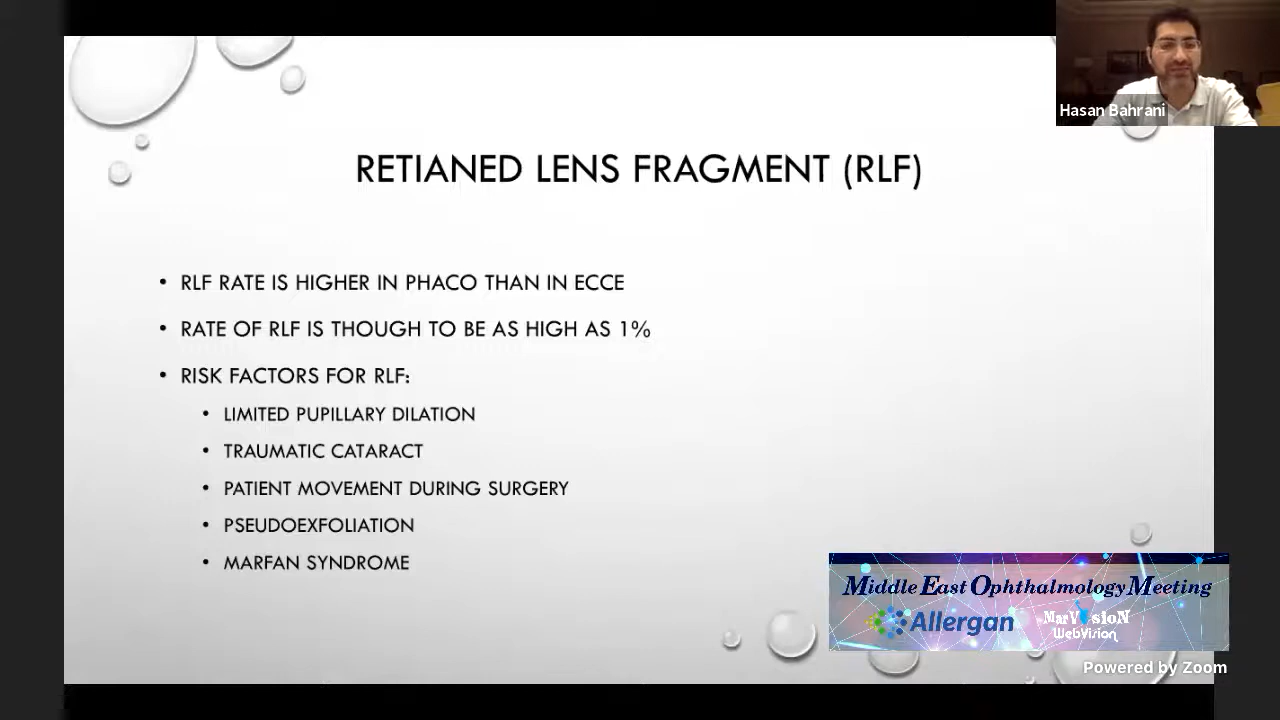 Hasan Bahrani
RETIANED LENS FRAGMENT (RLF)
• RLF RATE IS HIGHER IN PHACO THAN IN ECCE
• RATE OF RLF IS THOUGH TO BE AS HIGH AS 1%
• RISK FACTORS FOR RLF:
• LIMITED PUPILLARY DILATION
• TRAUMATIC CATARACT
• PATIENT MOVEMENT DURING SURGERY
• PSEUDOEXFOLIATION
• MARFAN SYNDROME
Middle East Ophthalmology Meeting
Allergan
MarVisioN
WebVision
Powered by Zoom